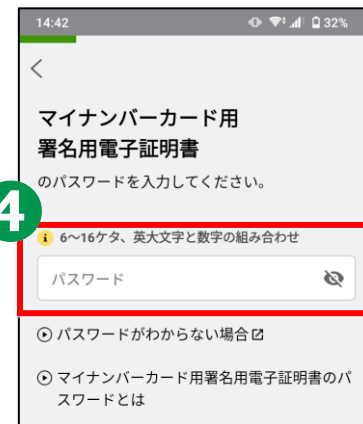 14:42
32%
マイナンバーカード用
署名用電子証明書
のパスワードを入力してください。
4
i 6〜16ケタ、英大文字と数字の組み合わせ
パスワード
パスワードがわからない場合
マイナンバーカード用署名用電子証明書のパ
スワードとは